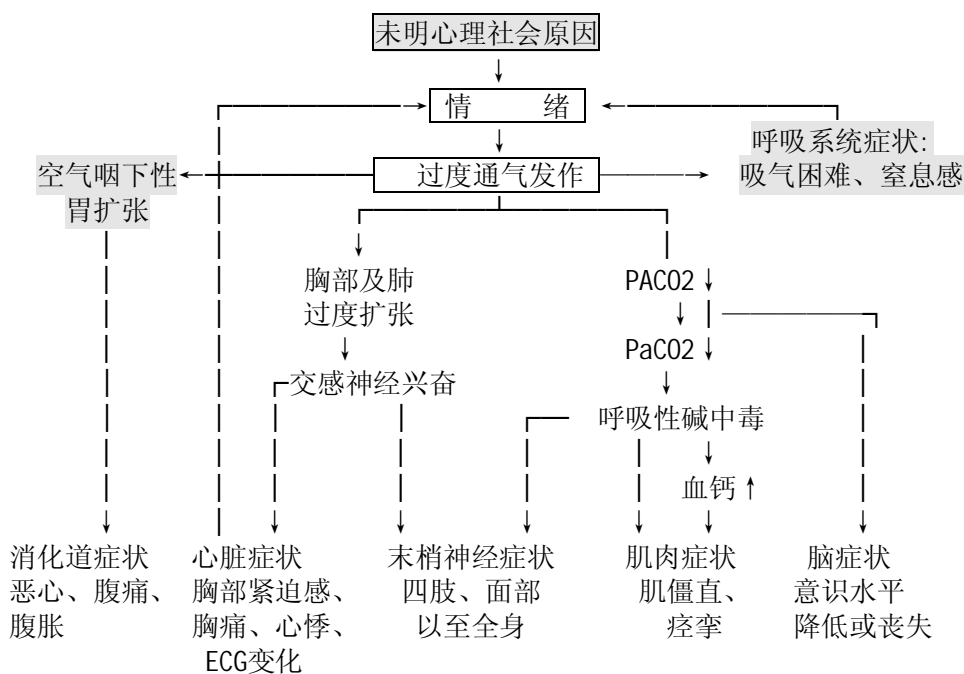 未明心理社会原因
情　　绪
呼吸系统症状:
吸气困难、窒息感
空气咽下性
胃扩张
过度通气发作
胸部及肺
过度扩张
PACO2↓
PaCO2↓
交感神经兴奋
呼吸性碱中毒
血钙↑
消化道症状
恶心、腹痛、
腹胀
心脏症状
胸部紧迫感、
胸痛、心悸、
ECG变化
末梢神经症状
四肢、面部
以至全身
肌肉症状
肌僵直、
痉挛
脑症状
意识水平
降低或丧失